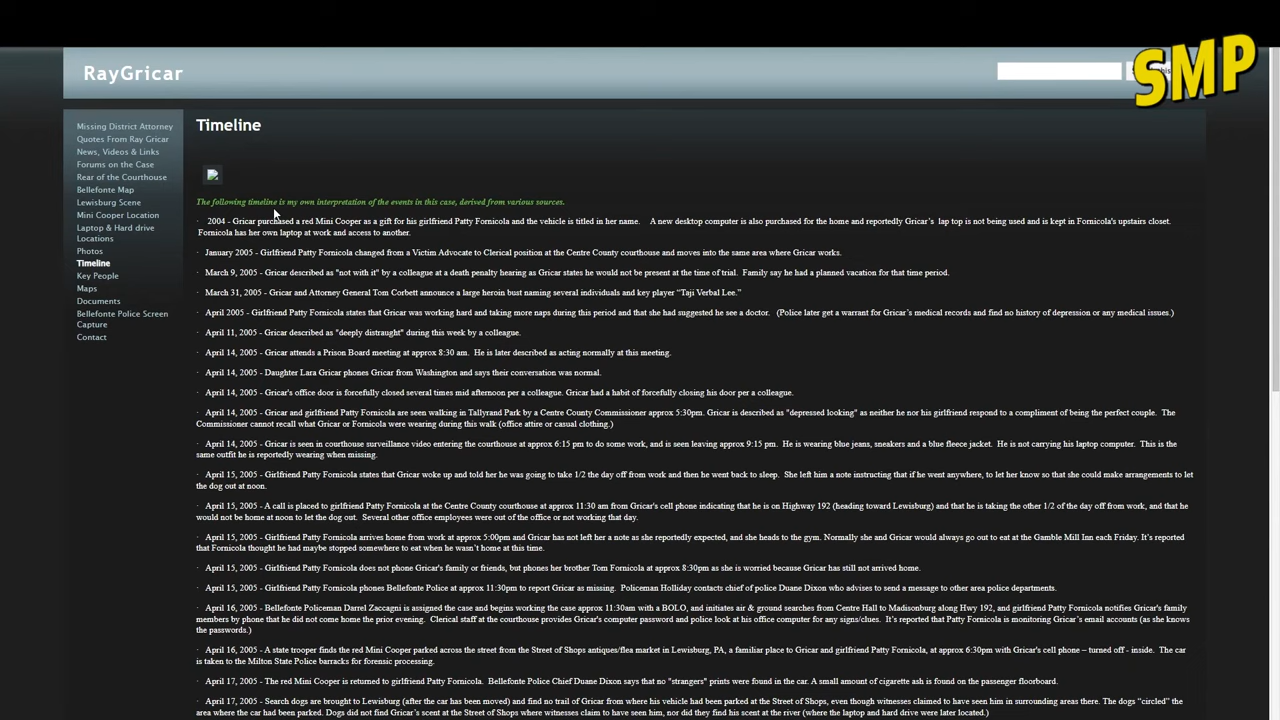 SMP
RayGricar
Missing District Attorney
Quotes From Ray Gricar
News, Videos & Links
Forums on the Case
Rear of the Courthouse
Bellefonte Map
Lewisburg Scene
Mini Cooper Location
Laptop & Hard drive
Locations
Photos
Timeline
Key People
Maps
Documents
Bellefonte Police Screen
Capture
Contact
Timeline
The following timeline is my own interpretation of the events in this case, derived from various sources.
· 2004 - Gricar purchased a red Mini Cooper as a gift for his girlfriend Patty Fornicola and the vehicle is titled in her name. A new desktop computer is also purchased for the home and reportedly Gricar's lap top is not being used and is kept in Fornicola's upstairs closet.
Fornicola has her own laptop at work and access to another.
· January 2005 - Girlfriend Patty Fornicola changed from a Victim Advocate to Clerical position at the Centre County courthouse and moves into the same area where Gricar works.
· March 9, 2005 - Gricar described as "not with it" by a colleague at a death penalty hearing as Gricar states he would not be present at the time of trial. Family say he had a planned vacation for that time period.
· March 31, 2005 - Gricar and Attorney General Tom Corbett announce a large heroin bust naming several individuals and key player “Taji Verbal Lee.”
· April 2005 - Girlfriend Patty Fornicola states that Gricar was working hard and taking more naps during this period and that she had suggested he see a doctor. (Police later get a warrant for Gricar’s medical records and find no history of depression or any medical issues.)
· April 11, 2005 - Gricar described as "deeply distraught" during this week by a colleague.
· April 14, 2005 - Gricar attends a Prison Board meeting at approx 8:30 am. He is later described as acting normally at this meeting.
· April 14, 2005 - Daughter Lara Gricar phones Gricar from Washington and says their conversation was normal.
· April 14, 2005 - Gricar's office door is forcefully closed several times mid afternoon per a colleague. Gricar had a habit of forcefully closing his door per a colleague.
· April 14, 2005 - Gricar and girlfriend Patty Fornicola are seen walking in Tallyrand Park by a Centre County Commissioner approx 5:30pm. Gricar is described as "depressed looking" as neither he nor his girlfriend respond to a compliment of being the perfect couple. The
Commissioner cannot recall what Gricar or Fornicola were wearing during this walk (office attire or casual clothing.)
· April 14, 2005 - Gricar is seen in courthouse surveillance video entering the courthouse at approx 6:15 pm to do some work, and is seen leaving approx 9:15 pm. He is wearing blue jeans, sneakers and a blue fleece jacket. He is not carrying his laptop computer. This is the
same outfit he is reportedly wearing when missing.
· April 15, 2005 - Girlfriend Patty Fornicola states that Gricar woke up and told her he was going to take 1/2 the day off from work and then he went back to sleep. She left him a note instructing that if he went anywhere, to let her know so that she could make arrangements to let
the dog out at noon.
· April 15, 2005 - A call is placed to girlfriend Patty Fornicola at the Centre County courthouse at approx 11:30 am from Gricar's cell phone indicating that he is on Highway 192 (heading toward Lewisburg) and that he is taking the other 1/2 of the day off from work, and that he
would not be home at noon to let the dog out. Several other office employees were out of the office or not working that day.
· April 15, 2005 - Girlfriend Patty Fornicola arrives home from work at approx 5:00pm and Gricar has not left her a note as she reportedly expected, and she heads to the gym. Normally she and Gricar would always go out to eat at the Gamble Mill Inn each Friday. It’s reported
that Fornicola thought he had maybe stopped somewhere to eat when he wasn’t home at this time.
· April 15, 2005 - Girlfriend Patty Fornicola does not phone Gricar's family or friends, but phones her brother Tom Fornicola at approx 8:30pm as she is worried because Gricar has still not arrived home.
· April 15, 2005 - Girlfriend Patty Fornicola phones Bellefonte Police at approx 11:30pm to report Gricar as missing. Policeman Holliday contacts chief of police Duane Dixon who advises to send a message to other area police departments.
· April 16, 2005 - Bellefonte Policeman Darrel Zaccagni is assigned the case and begins working the case approx 11:30am with a BOLO, and initiates air & ground searches from Centre Hall to Madisonburg along Hwy 192, and girlfriend Patty Fornicola notifies Gricar's family
members by phone that he did not come home the prior evening. Clerical staff at the courthouse provides Gricar's computer password and police look at his office computer for any signs/clues. It’s reported that Patty Fornicola is monitoring Gricar’s email accounts (as she knows
the passwords.)
· April 16, 2005 - A state trooper finds the red Mini Cooper parked across the street from the Street of Shops antiques/flea market in Lewisburg, PA, a familiar place to Gricar and girlfriend Patty Fornicola, at approx 6:30pm with Gricar's cell phone – turned off - inside. The car
is taken to the Milton State Police barracks for forensic processing.
· April 17, 2005 - The red Mini Cooper is returned to girlfriend Patty Fornicola. Bellefonte Police Chief Duane Dixon says that no "strangers" prints were found in the car. A small amount of cigarette ash is found on the passenger floorboard.
· April 17, 2005 - Search dogs are brought to Lewisburg (after the car has been moved) and find no trail of Gricar from where his vehicle had been parked at the Street of Shops, even though witnesses claimed to have seen him in surrounding areas there. The dogs “circled” the
area where the car had been parked. Dogs did not find Gricar’s scent at the Street of Shops where witnesses claim to have seen him, nor did they find his scent at the river (where the laptop and hard drive were later located.)